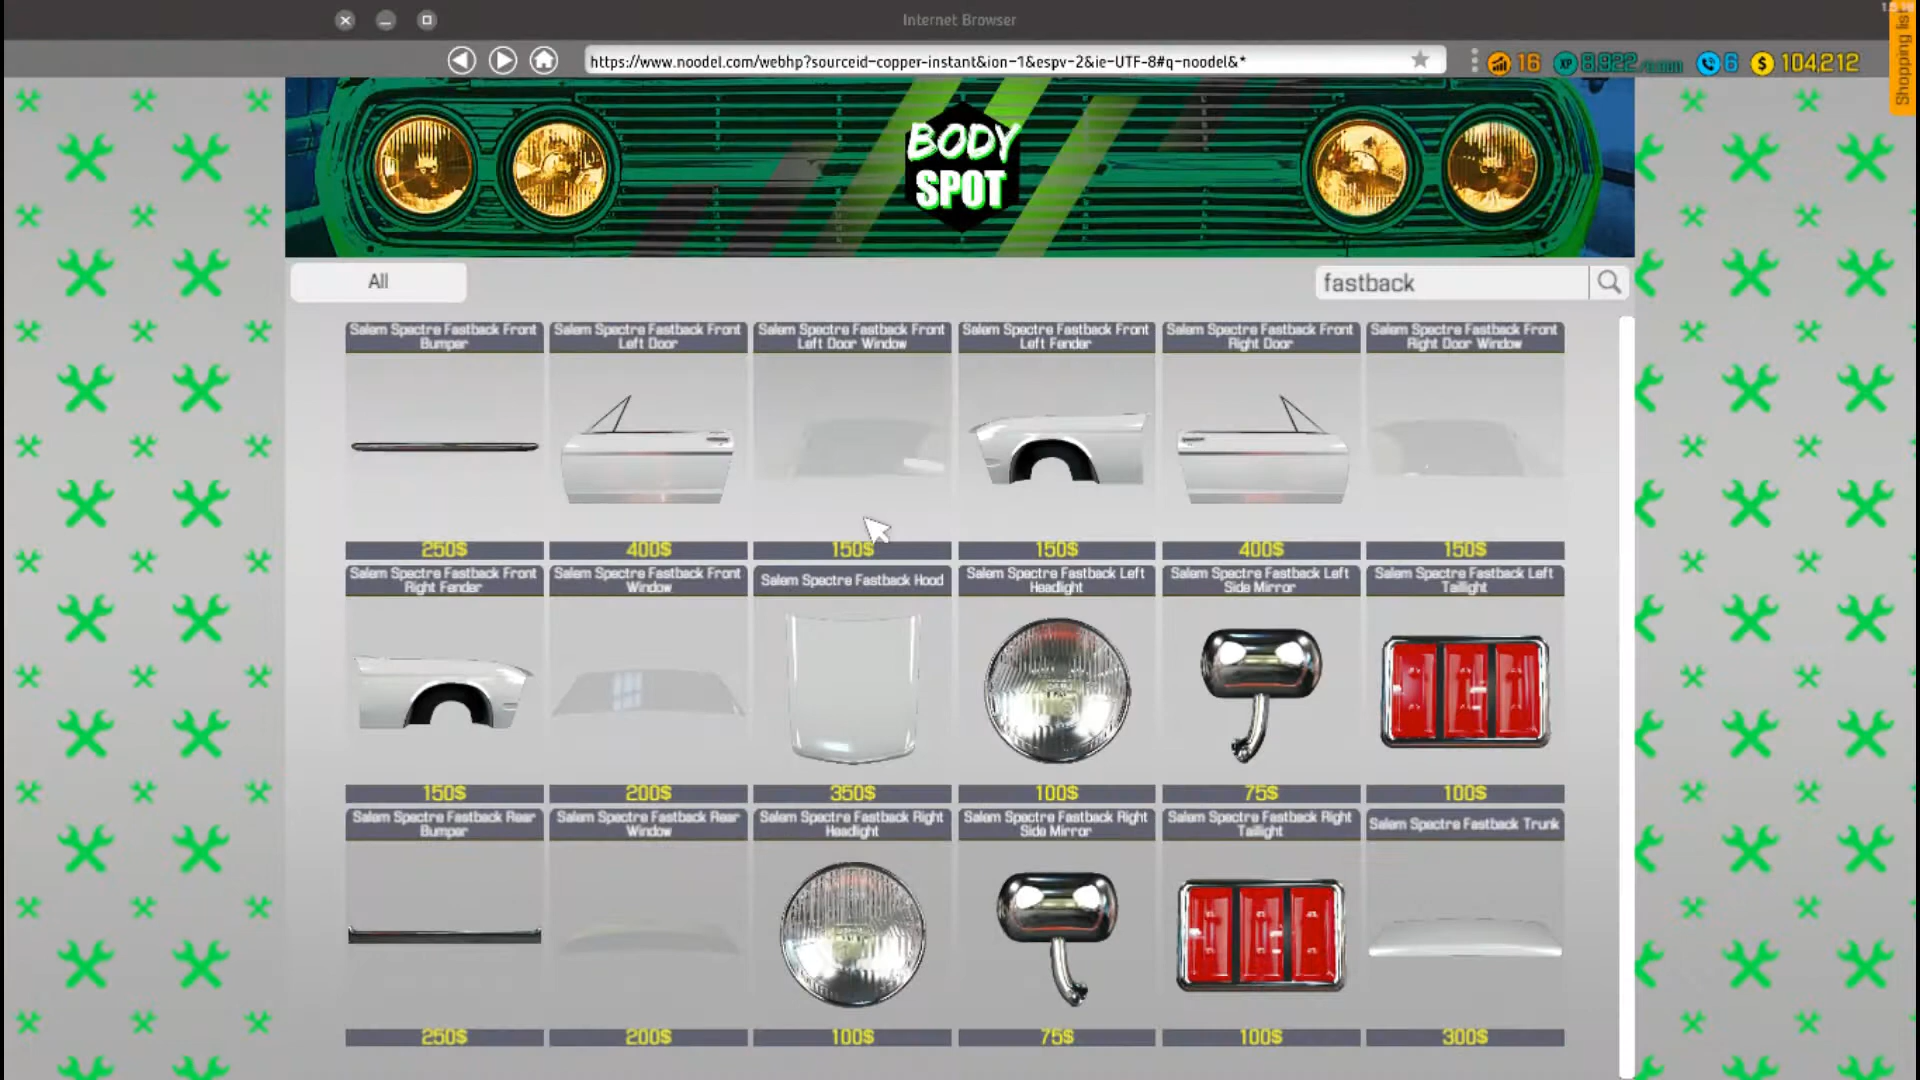 Internet Browser
https://www.noodel.com/webhp?sourceid-copper-instant&ion-1&espv-2&ie-UTF-8#q-noodel&*
16
XP 8,922
6
$ 104,212
Shopping list
BODY
SPOT
All
fastback
Salem Spectre Fastback Front
Bumper
Salem Spectre Fastback Front
Left Door
Salem Spectre Fastback Front
Left Door Window
Salem Spectre Fastback Front
Left Fender
Salem Spectre Fastback Front
Right Door
Salem Spectre Fastback Front
Right Door Window
250$
400$
150$
150$
400$
150$
Salem Spectre Fastback Front
Right Fender
Salem Spectre Fastback Front
Window
Salem Spectre Fastback Hood
Salem Spectre Fastback Left
Headlight
Salem Spectre Fastback Left
Side Mirror
Salem Spectre Fastback Left
Taillight
150$
200$
350$
100$
75$
100$
Salem Spectre Fastback Rear
Bumper
Salem Spectre Fastback Rear
Window
Salem Spectre Fastback Right
Headlight
Salem Spectre Fastback Right
Side Mirror
Salem Spectre Fastback Right
Taillight
Salem Spectre Fastback Trunk
250$
200$
100$
75$
100$
300$